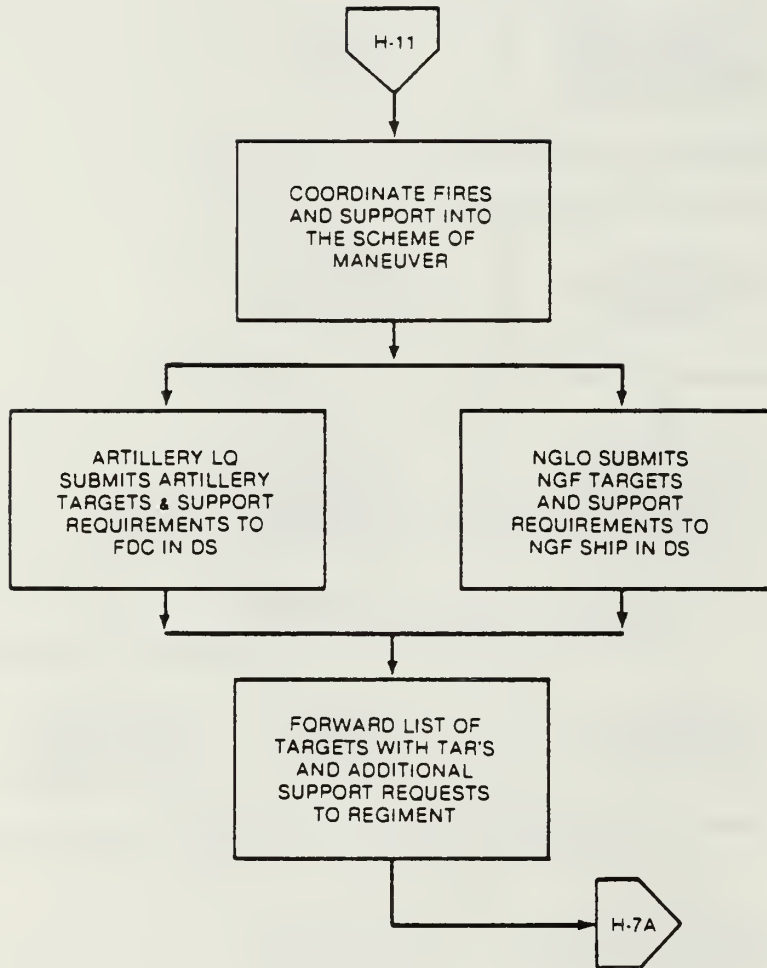 H-11
COORDINATE FIRES
AND SUPPORT INTO
THE SCHEME OF
MANEUVER
ARTILLERY LO
SUBMITS ARTILLERY
TARGETS & SUPPORT
REQUIREMENTS TO
FDC IN DS
NGLO SUBMITS
NGF TARGETS
AND SUPPORT
REQUIREMENTS TO
NGF SHIP IN DS
FORWARD LIST OF
TARGETS WITH TAR'S
AND ADDITIONAL
SUPPORT REQUESTS
TO REGIMENT
H-7A